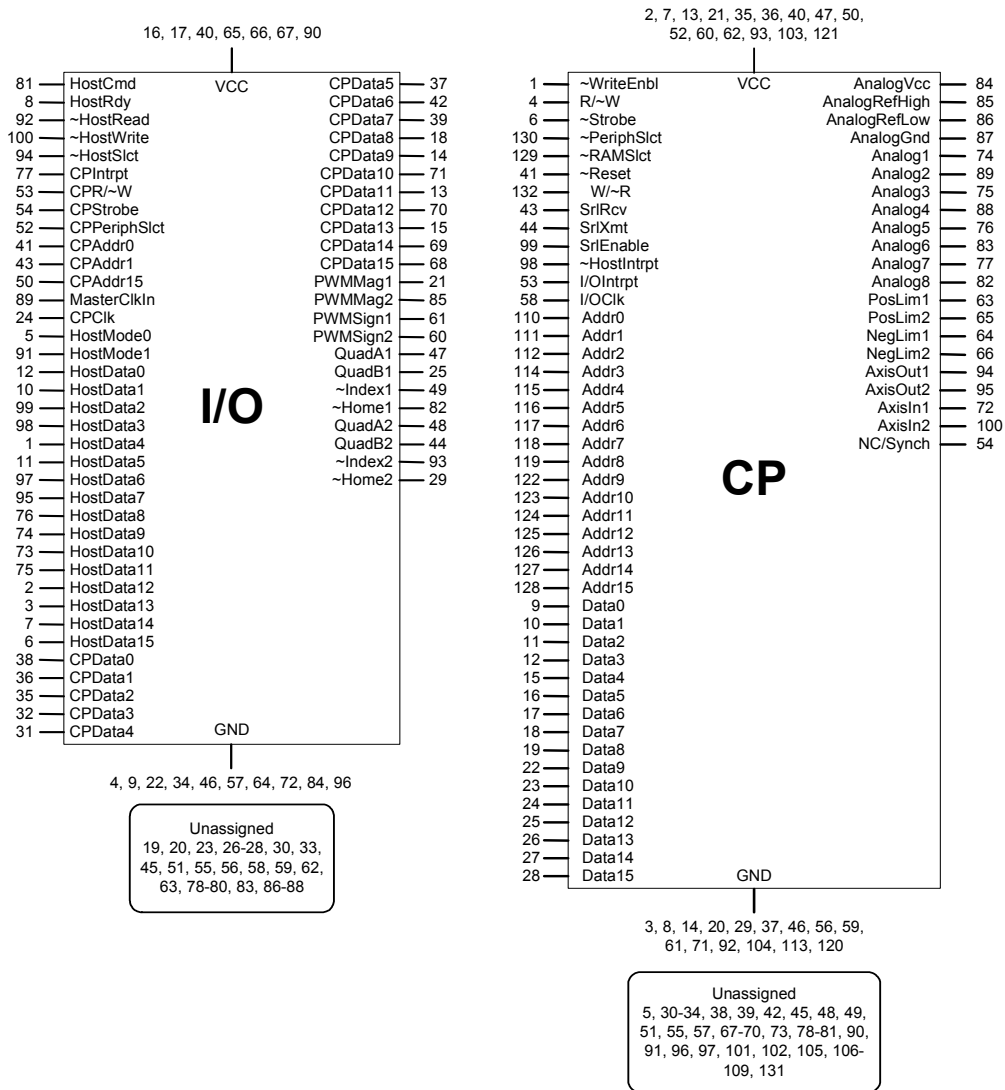 16, 17, 40, 65, 66, 67, 90
VCC
81 HostCmd
8 HostRdy
92 ~HostRead
100 ~HostWrite
94 ~HostSlct
77 CPIntrpt
53 CPR/~W
54 CPStrobe
52 CPPeriphSlct
41 CPAddr0
43 CPAddr1
50 CPAddr15
89 MasterClkIn
24 CPClk
5 HostMode0
91 HostMode1
12 HostData0
10 HostData1
99 HostData2
98 HostData3
1 HostData4
11 HostData5
97 HostData6
95 HostData7
76 HostData8
74 HostData9
73 HostData10
75 HostData11
2 HostData12
3 HostData13
7 HostData14
6 HostData15
38 CPData0
36 CPData1
35 CPData2
32 CPData3
31 CPData4
I/O
CPData5 37
CPData6 42
CPData7 39
CPData8 18
CPData9 14
CPData10 71
CPData11 13
CPData12 70
CPData13 15
CPData14 69
CPData15 68
PWMMag1 21
PWMMag2 85
PWMSign1 61
PWMSign2 60
QuadA1 47
QuadB1 25
~Index1 49
~Home1 82
QuadA2 48
QuadB2 44
~Index2 93
~Home2 29
GND
4, 9, 22, 34, 46, 57, 64, 72, 84, 96
Unassigned
19, 20, 23, 26-28, 30, 33,
45, 51, 55, 56, 58, 59, 62,
63, 78-80, 83, 86-88
2, 7, 13, 21, 35, 36, 40, 47, 50,
52, 60, 62, 93, 103, 121
VCC
1 ~WriteEnbl
4 R/~W
6 ~Strobe
130 ~PeriphSlct
129 ~RAMSlct
41 ~Reset
132 W/~R
43 SrlRcv
44 SrlXmt
99 SrlEnable
98 ~HostIntrpt
53 I/OIntrpt
58 I/OClk
110 Addr0
111 Addr1
112 Addr2
114 Addr3
115 Addr4
116 Addr5
117 Addr6
118 Addr7
119 Addr8
122 Addr9
123 Addr10
124 Addr11
125 Addr12
126 Addr13
127 Addr14
128 Addr15
9 Data0
10 Data1
11 Data2
12 Data3
15 Data4
16 Data5
17 Data6
18 Data7
19 Data8
22 Data9
23 Data10
24 Data11
25 Data12
26 Data13
27 Data14
28 Data15
CP
AnalogVcc 84
AnalogRefHigh 85
AnalogRefLow 86
AnalogGnd 87
Analog1 74
Analog2 89
Analog3 75
Analog4 88
Analog5 76
Analog6 83
Analog7 77
Analog8 82
PosLim1 63
PosLim2 65
NegLim1 64
NegLim2 66
AxisOut1 94
AxisOut2 95
AxisIn1 72
AxisIn2 100
NC/Synch 54
GND
3, 8, 14, 20, 29, 37, 46, 56, 59,
61, 71, 92, 104, 113, 120
Unassigned
5, 30-34, 38, 39, 42, 45, 48, 49,
51, 55, 57, 67-70, 73, 78-81, 90,
91, 96, 97, 101, 102, 105, 106-
109, 131